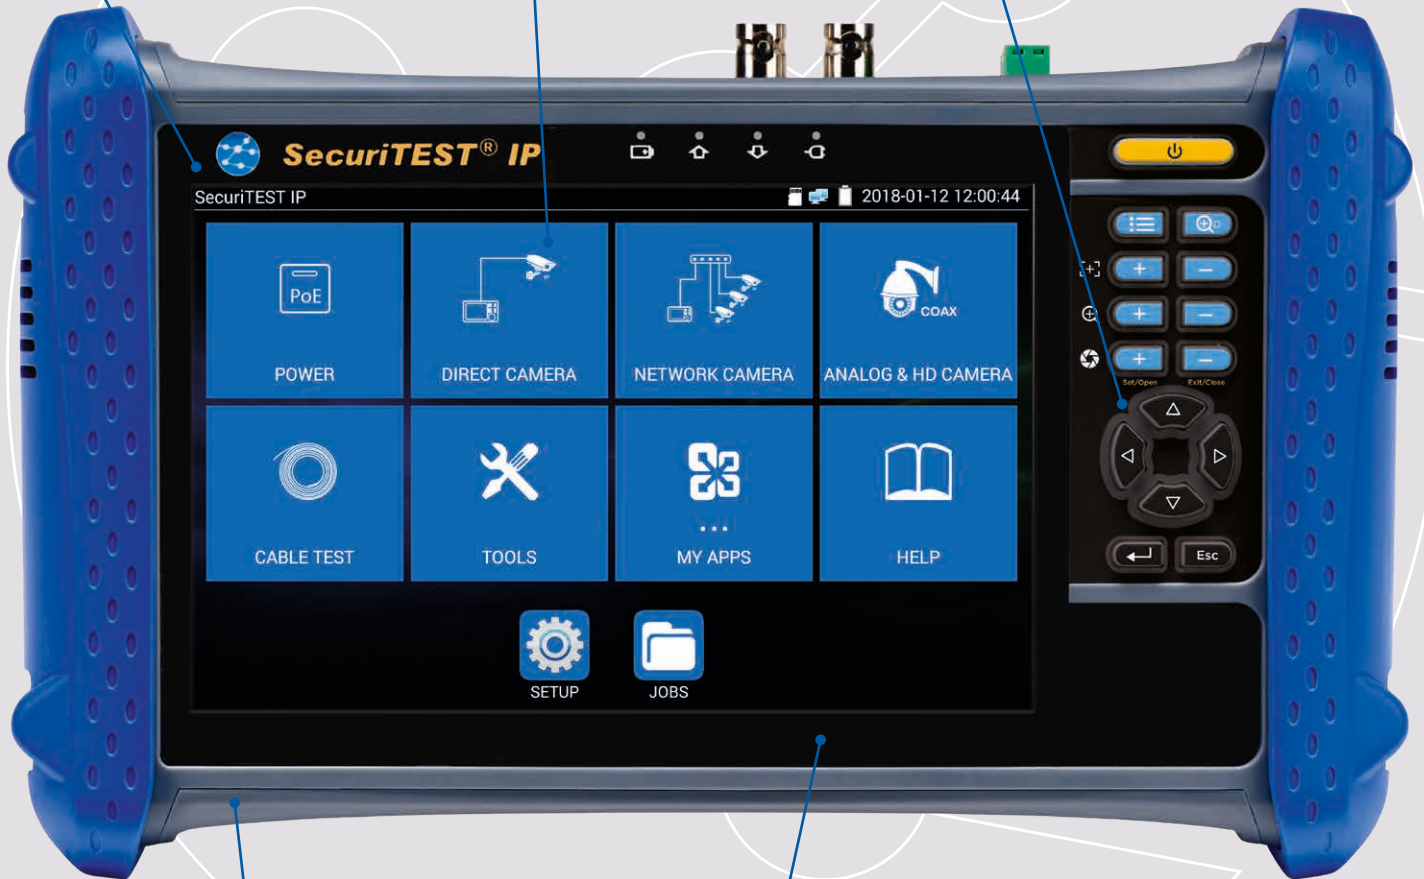 SecuriTEST® IP
SecuriTEST IP
2018-01-12 12:00:44
PoE
COAX
POWER
DIRECT CAMERA
NETWORK CAMERA
ANALOG & HD CAMERA
CABLE TEST
TOOLS
MY APPS
HELP
SETUP
JOBS
Set/Open
Exit/Close
Esc